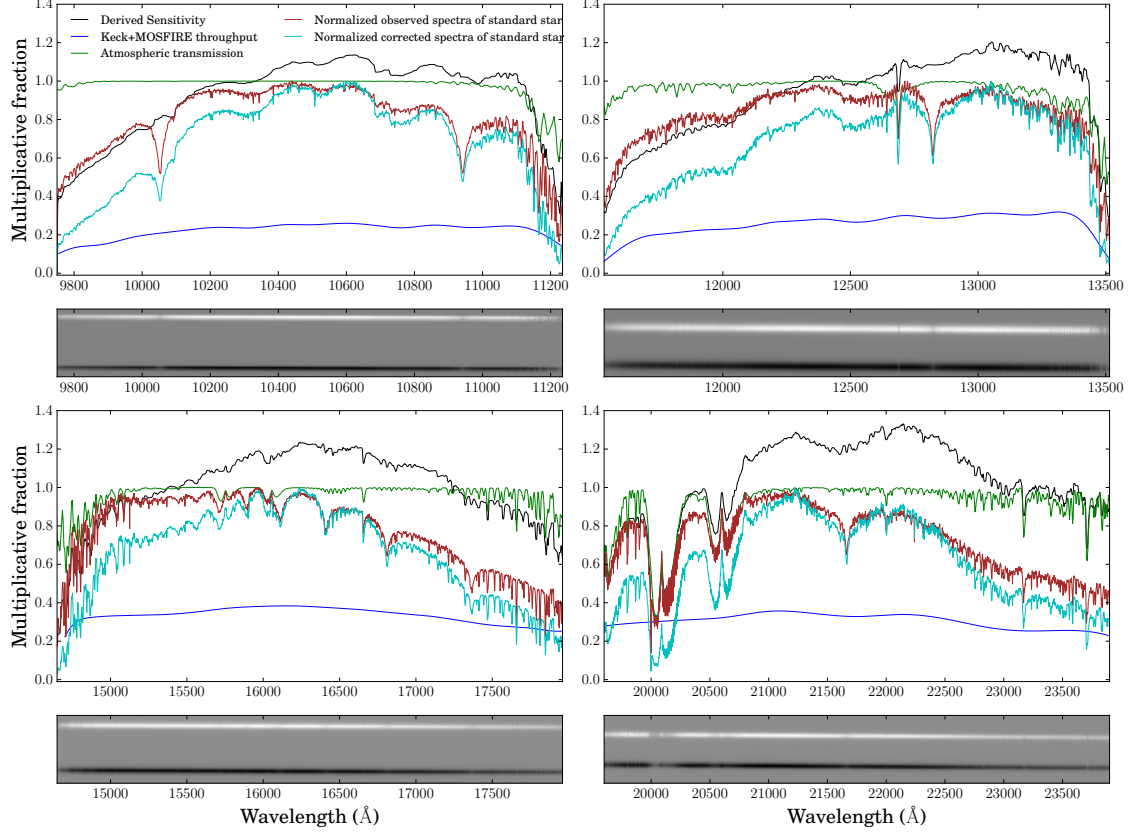 Derived Sensitivity
Keck+MOSFIRE throughput
Atmospheric transmission
Normalized observed spectra of standard star
Normalized corrected spectra of standard star
Multiplicative fraction
1.4
1.2
1.0
0.8
0.6
0.4
0.2
0.0
9800 10000 10200 10400 10600 10800 11000 11200
9800 10000 10200 10400 10600 10800 11000 11200
1.4
1.2
1.0
0.8
0.6
0.4
0.2
0.0
12000 12500 13000 13500
12000 12500 13000 13500
Multiplicative fraction
1.4
1.2
1.0
0.8
0.6
0.4
0.2
0.0
15000 15500 16000 16500 17000 17500
15000 15500 16000 16500 17000 17500
Wavelength (Å)
1.4
1.2
1.0
0.8
0.6
0.4
0.2
0.0
20000 20500 21000 21500 22000 22500 23000 23500
20000 20500 21000 21500 22000 22500 23000 23500
Wavelength (Å)